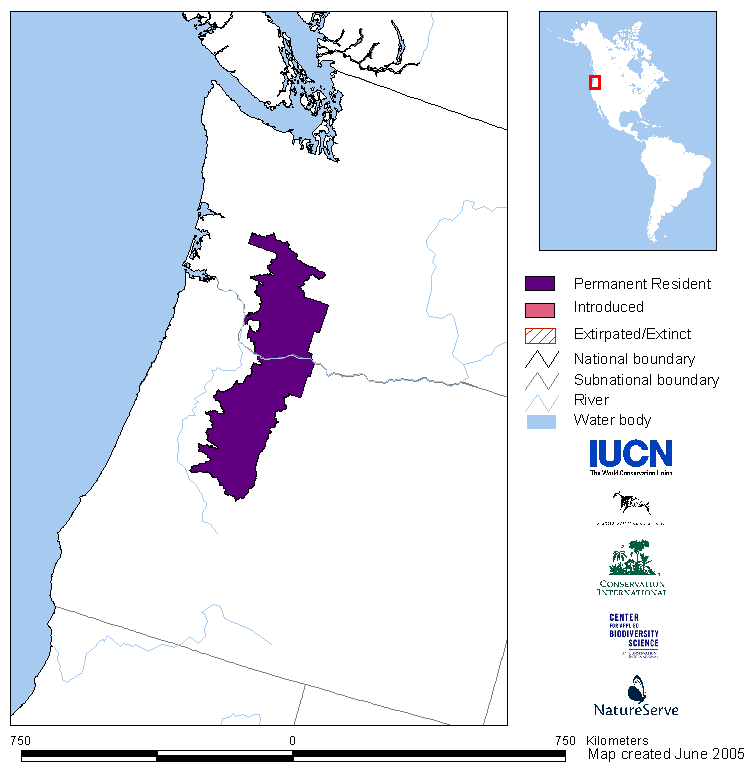 Permanent Resident
Introduced
Extirpated/Extinct
National boundary
Subnational boundary
River
Water body
IUCN
The World Conservation Union
CONSERVATION
INTERNATIONAL
CENTER
FOR APPLIED
BIODIVERSITY
SCIENCE
NatureServe
750
0
750 Kilometers
Map created June 2005